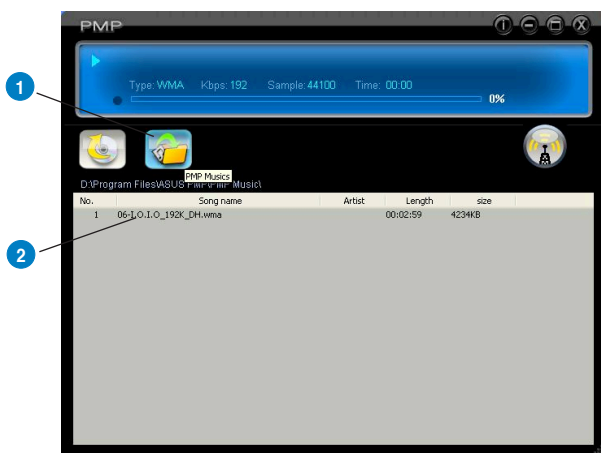 PMP
Type: WMA Kbps: 192 Sample: 44100 Time: 00:00
0%
1
PMP Musics
D:\Program Files\ASUS PMP\PMP Music\
No. Song name Artist Length size
1 06-I.O.I.O_192K_DH.wma 00:02:59 4234KB
2